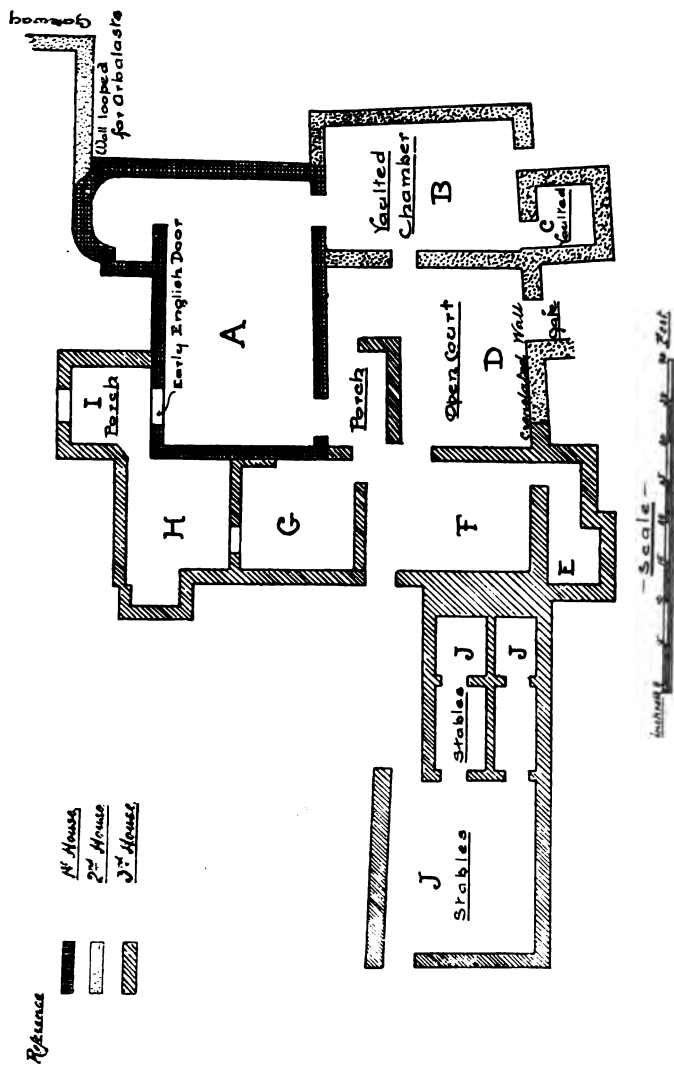 Gateway
Wall looped
for Arbalasts
Early English Door
A
Vaulted
Chamber
B
C
Vaulted
I
Porch
Porch
Open Court
D
Crenelated Wall
Gate
H
G
F
E
J
J
Stables
J
Stables
Reference
1st House
2nd House
3rd House
-Scale-
Feet